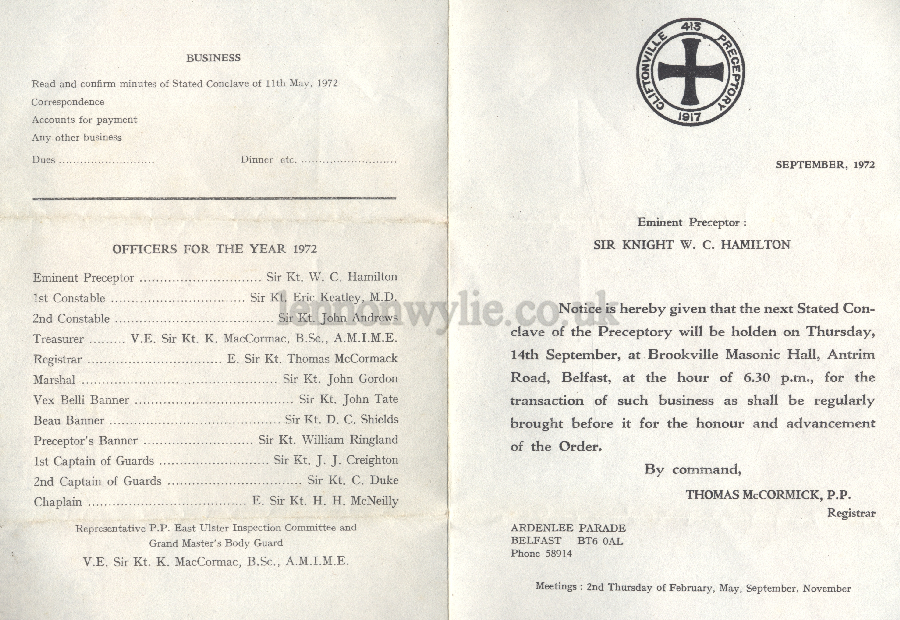 BUSINESS
Read and confirm minutes of Stated Conclave of 11th May, 1972
Correspondence
Accounts for payment
Any other business
Dues ........................... Dinner etc. ...........................
OFFICERS FOR THE YEAR 1972
Eminent Preceptor ........................... Sir Kt. W. C. Hamilton
1st Constable ........................... Sir Kt. Eric Keatley, M.D.
2nd Constable ........................... Sir Kt. John Andrews
Treasurer ......... V.E. Sir Kt. K. MacCormac, B.Sc., A.M.I.M.E.
Registrar ........................... E. Sir Kt. Thomas McCormack
Marshal ........................... Sir Kt. John Gordon
Vex Belli Banner ........................... Sir Kt. John Tate
Beau Banner ........................... Sir Kt. D. C. Shields
Preceptor's Banner ........................... Sir Kt. William Ringland
1st Captain of Guards ........................... Sir Kt. J. J. Creighton
2nd Captain of Guards ........................... Sir Kt. C. Duke
Chaplain ........................... E. Sir Kt. H. H. McNeilly
Representative P.P. East Ulster Inspection Committee and
Grand Master's Body Guard
V.E. Sir Kt. K. MacCormac, B.Sc., A.M.I.M.E.
CLIFTONVILLE 413 PRECEPTORY
1917
SEPTEMBER, 1972
Eminent Preceptor :
SIR KNIGHT W. C. HAMILTON
Notice is hereby given that the next Stated Con-
clave of the Preceptory will be holden on Thursday,
14th September, at Brookville Masonic Hall, Antrim
Road, Belfast, at the hour of 6.30 p.m., for the
transaction of such business as shall be regularly
brought before it for the honour and advancement
of the Order.
By command,
THOMAS McCORMICK, P.P.
Registrar
ARDENLEE PARADE
BELFAST BT6 0AL
Phone 58914
Meetings : 2nd Thursday of February, May, September, November
lennonwylie.co.uk